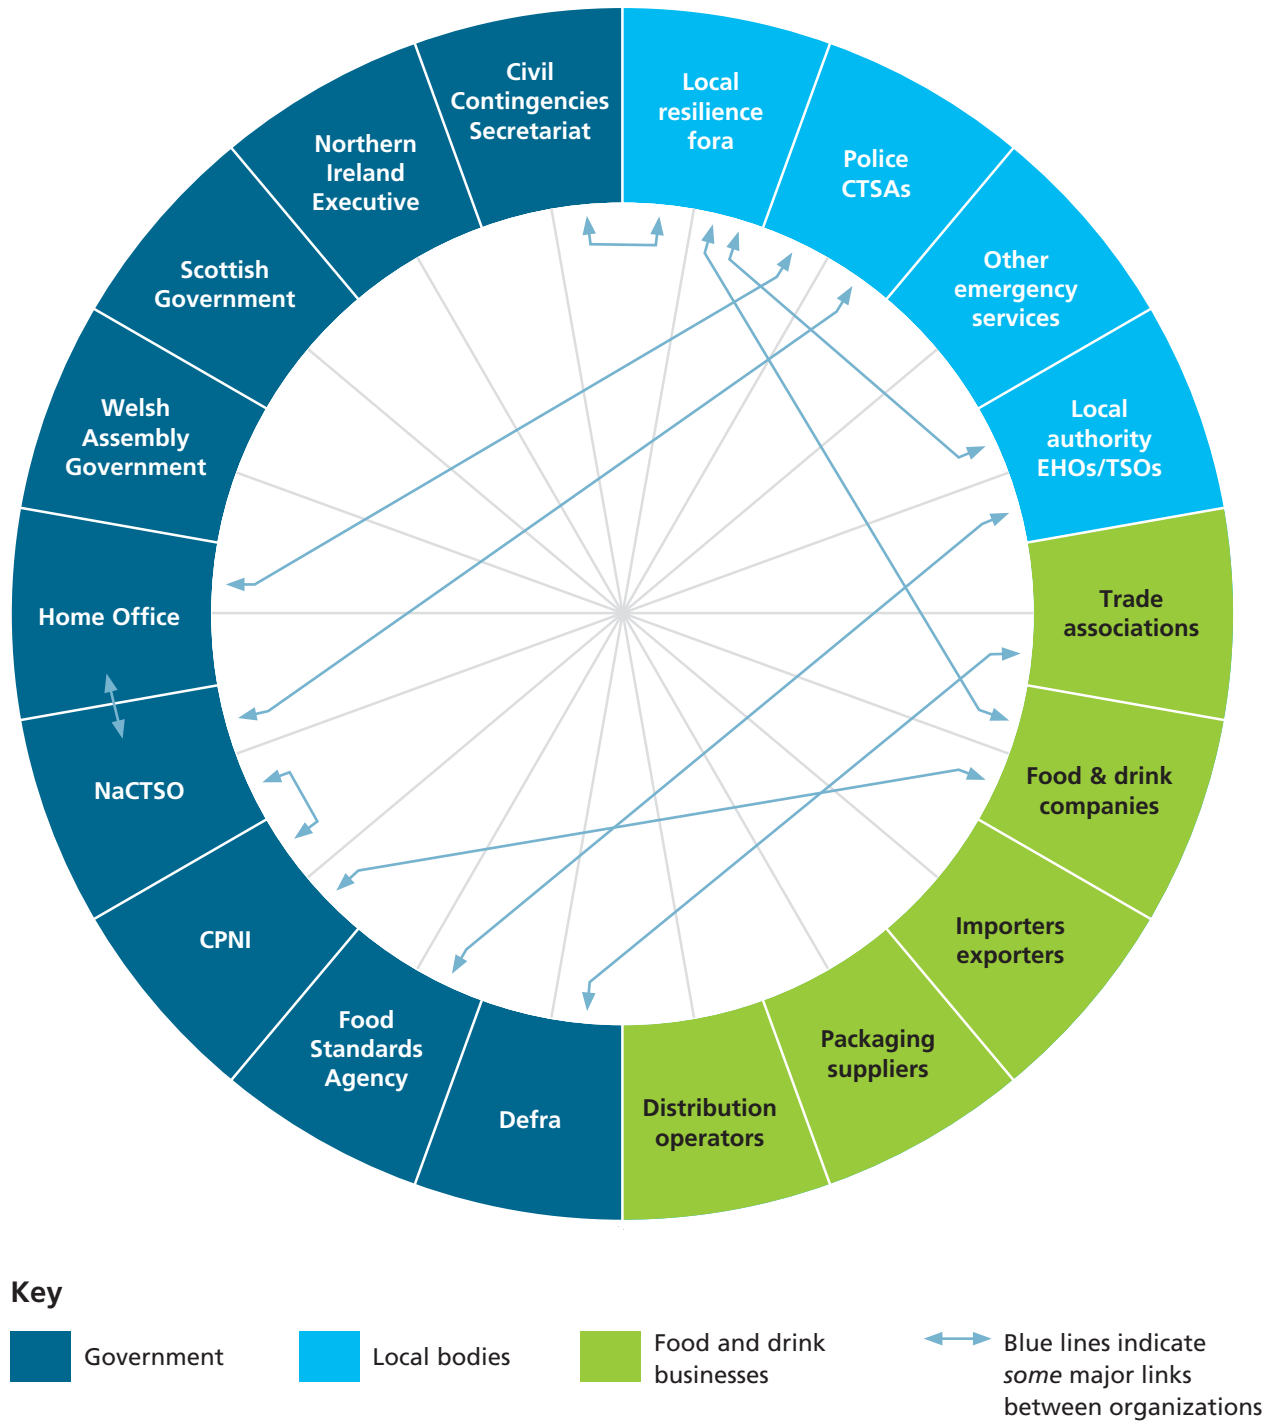 Civil
Contingencies
Secretariat
Local
resilience
fora
Police
CTSAs
Other
emergency
services
Local
authority
EHOs/TSOs
Trade
associations
Food & drink
companies
Importers
exporters
Packaging
suppliers
Distribution
operators
Defra
Food
Standards
Agency
CPNI
NaCTSO
Home Office
Welsh
Assembly
Government
Scottish
Government
Northern
Ireland
Executive
Key
Government
Local bodies
Food and drink
businesses
Blue lines indicate
some major links
between organizations